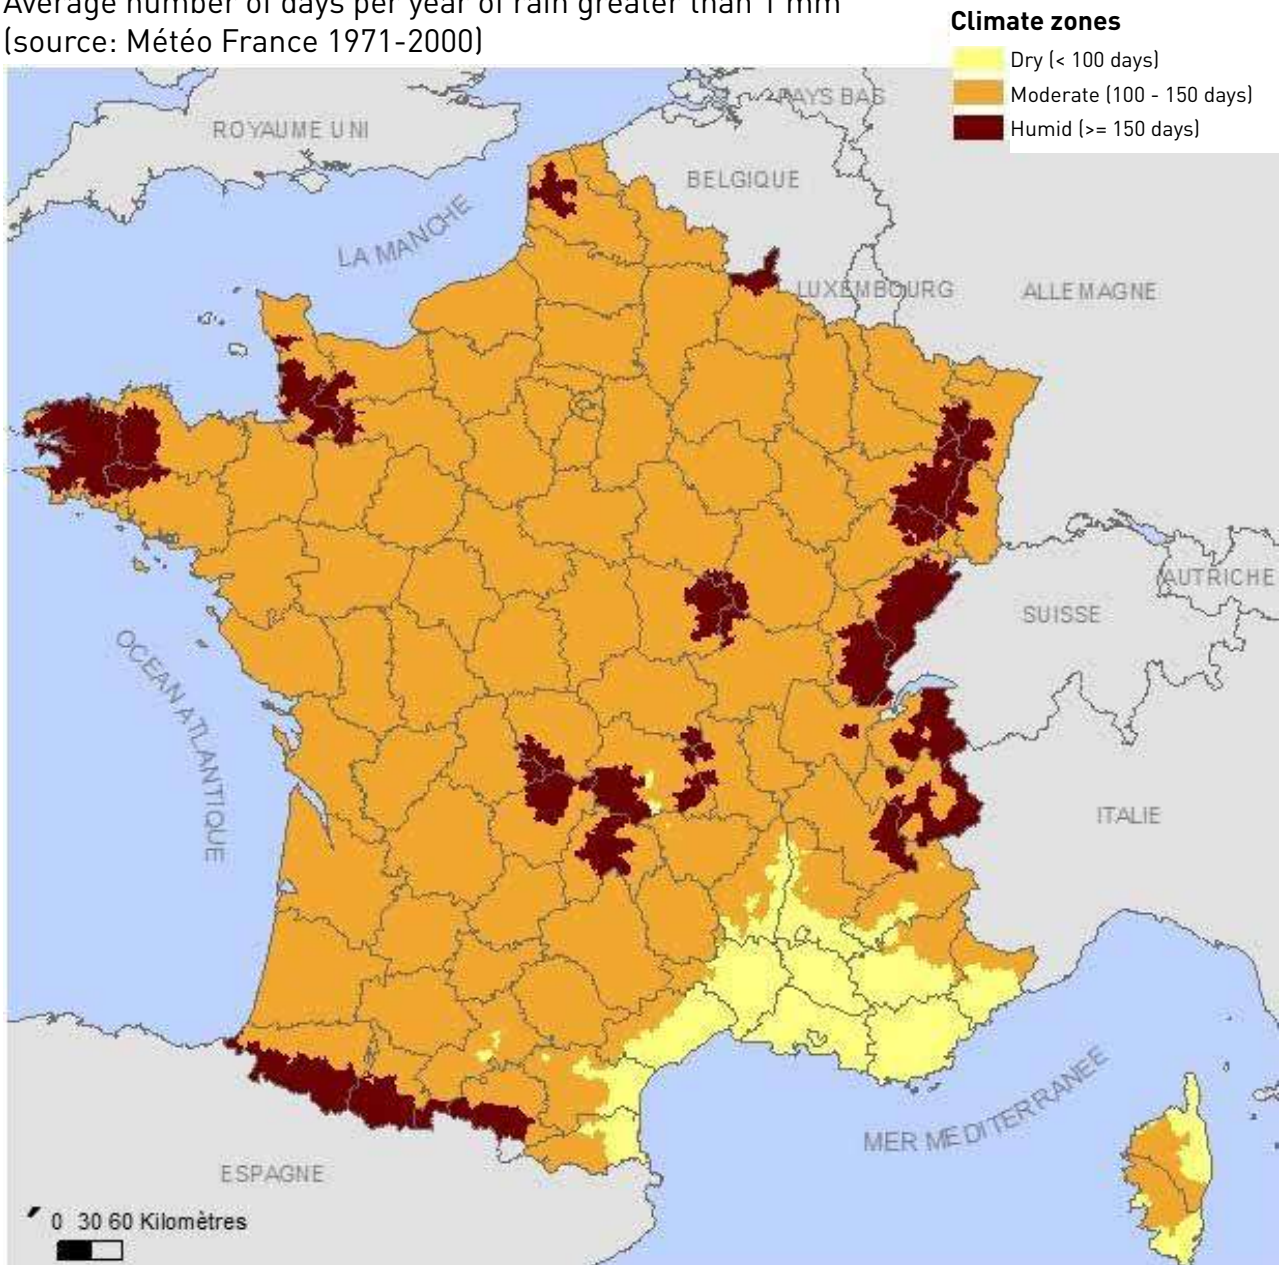 Average number of days per year of rain greater than 1 mm
(source: Météo France 1971-2000)
Climate zones
Dry (< 100 days)
Moderate (100 - 150 days)
Humid (>= 150 days)
PAYS BAS
ROYAUME UNI
BELGIQUE
LA MANCHE
LUXEMBOURG
ALLEMAGNE
AUTRICHE
SUISSE
OCEAN ATLANTIQUE
ITALIE
MER MEDITERRANEE
ESPAGNE
0 30 60 Kilomètres